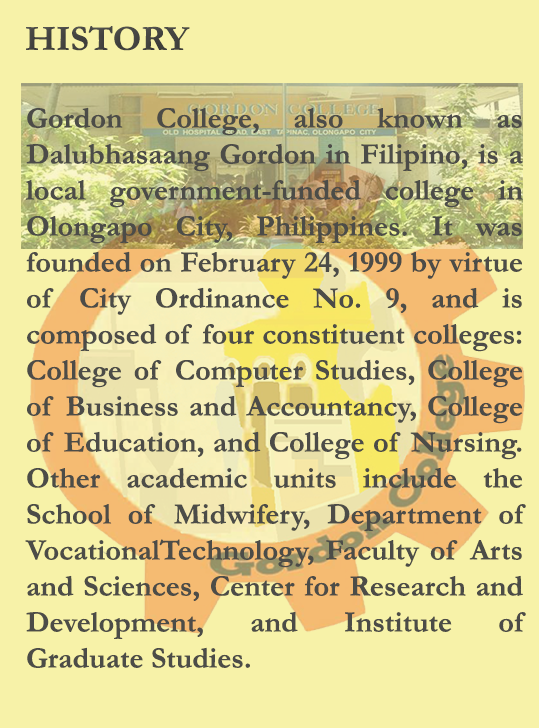 HISTORY
GORDON COLLEGE
OLD HOSPITAL ROAD, EAST TAPINAC, OLONGAPO CITY
Gordon College, also known as
Dalubhasaang Gordon in Filipino, is a
local government-funded college in
Olongapo City, Philippines. It was
founded on February 24, 1999 by virtue
of City Ordinance No. 9, and is
composed of four constituent colleges:
College of Computer Studies, College
of Business and Accountancy, College
of Education, and College of Nursing.
Other academic units include the
School of Midwifery, Department of
VocationalTechnology, Faculty of Arts
and Sciences, Center for Research and
Development, and Institute of
Graduate Studies.
Gordon College